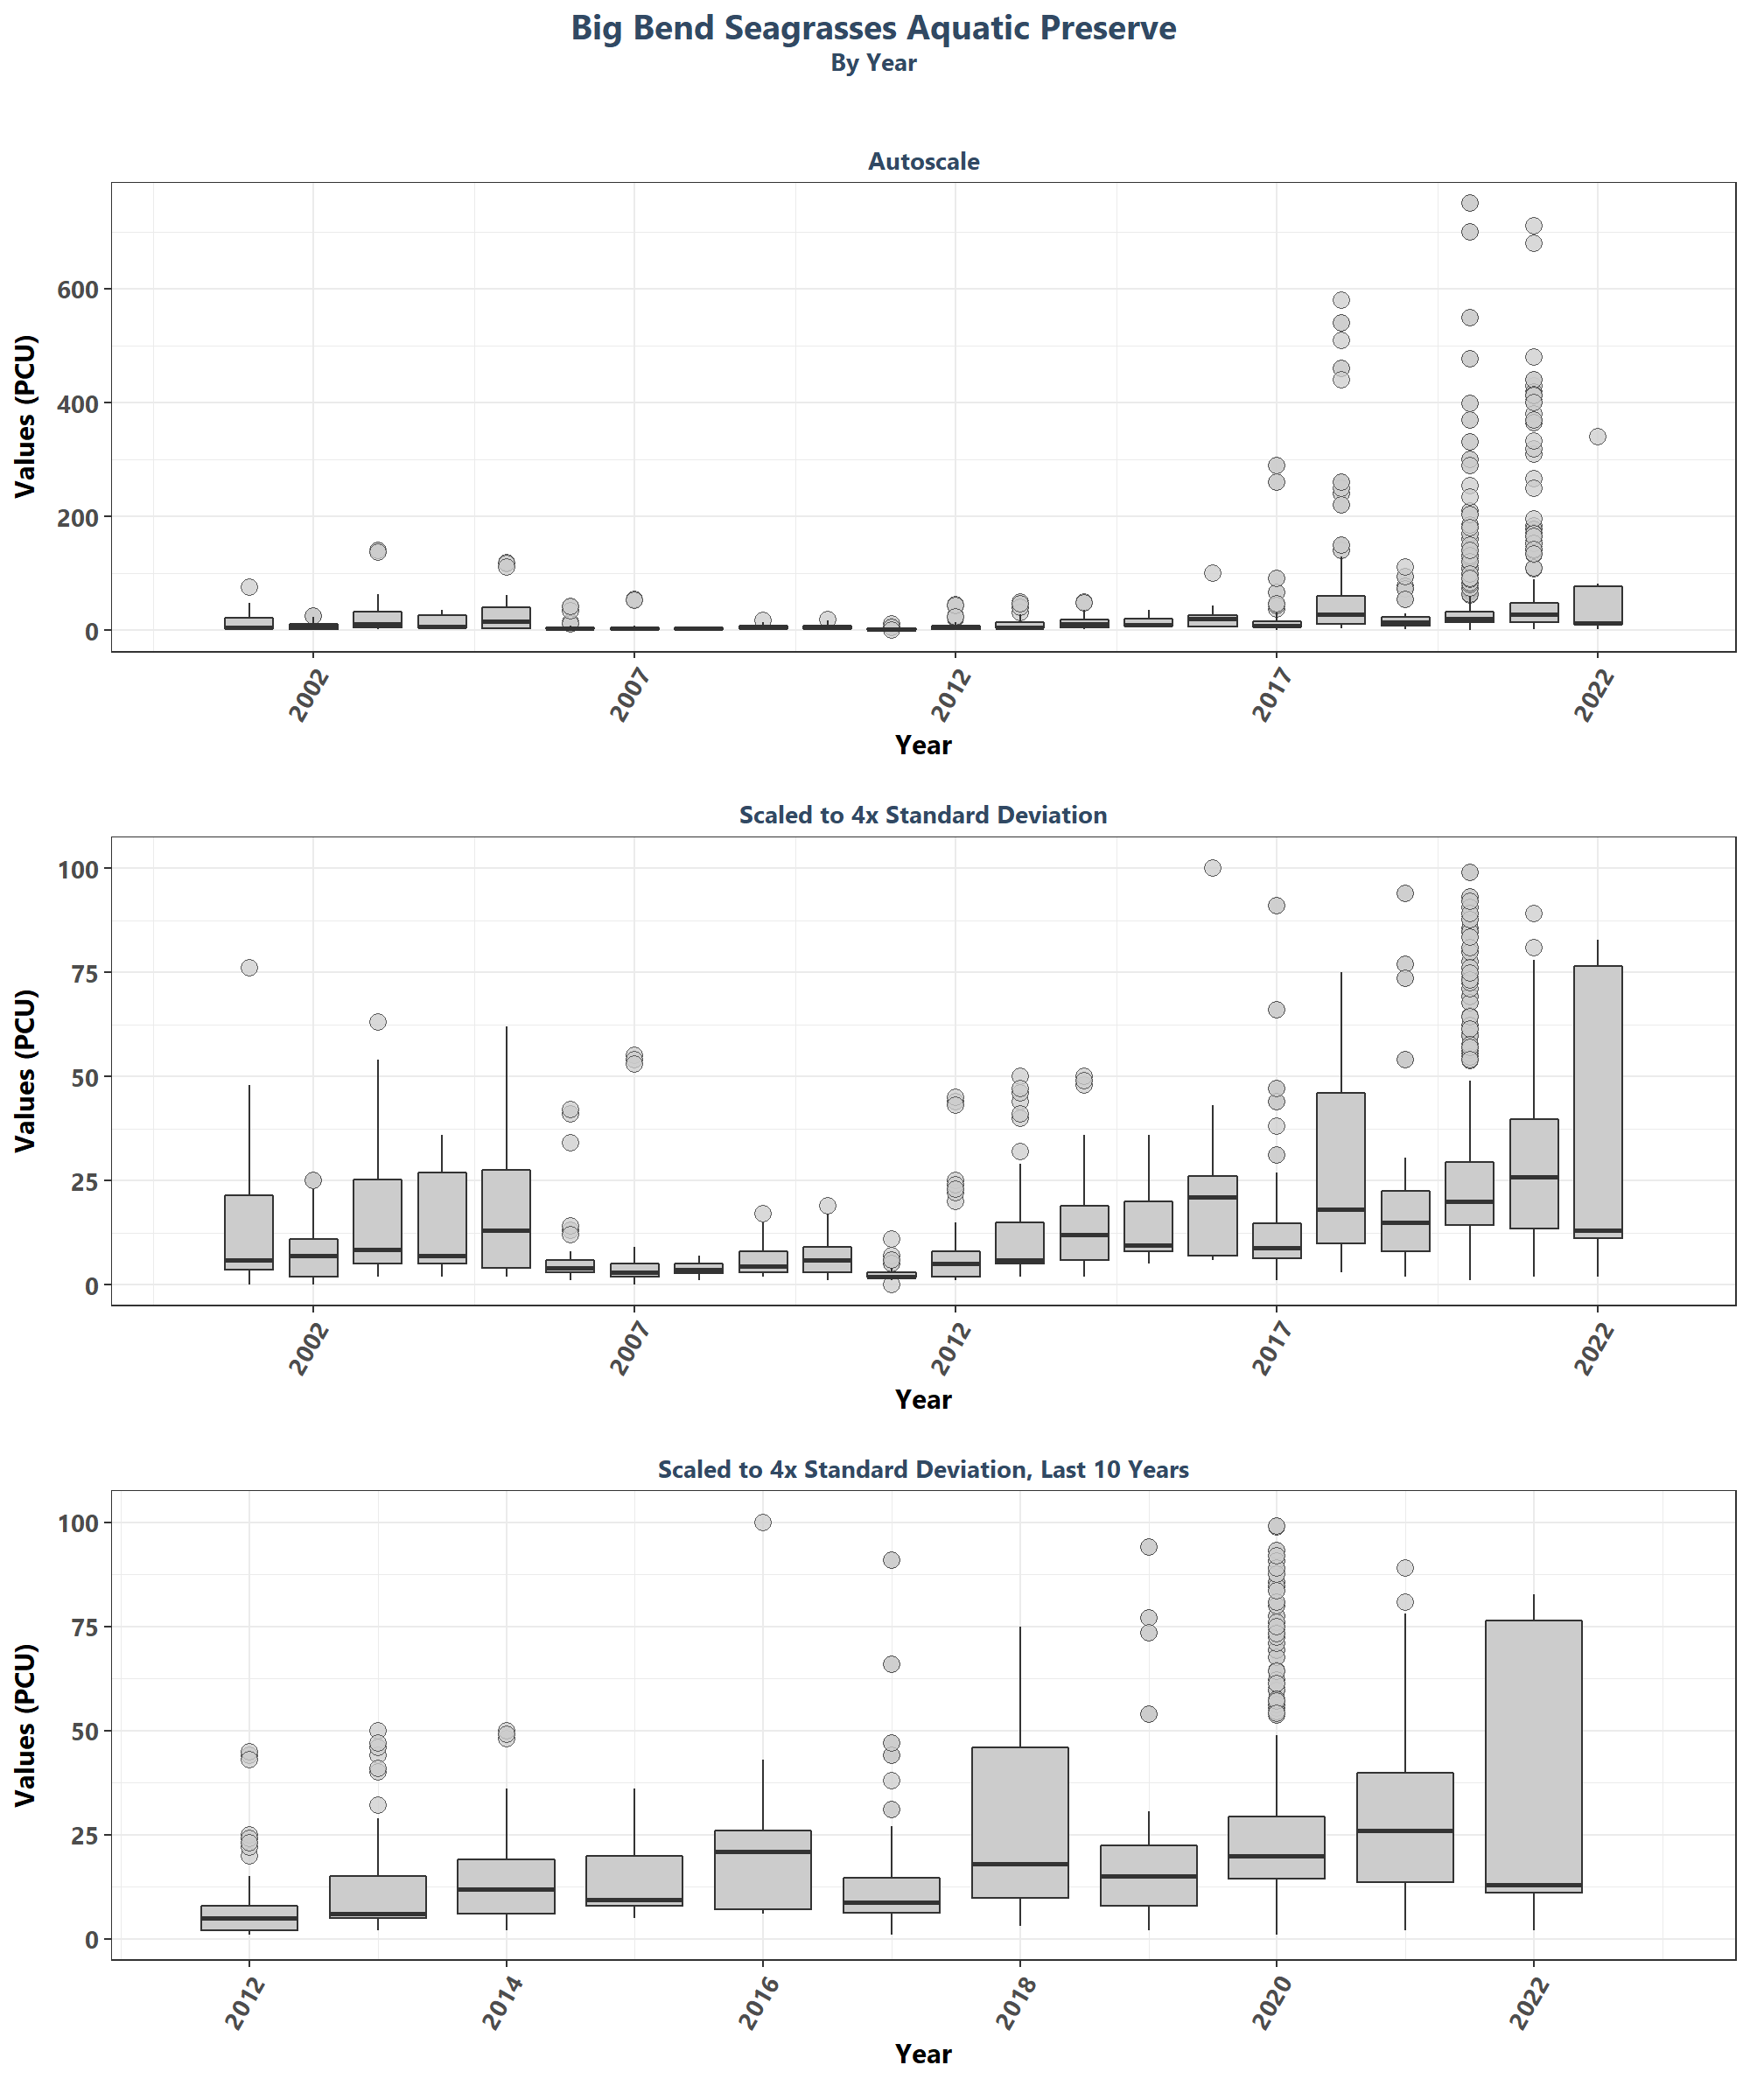 Big Bend Seagrasses Aquatic Preserve
By Year
Autoscale
Values (PCU)
600
400
200
0
2002
2007
2012
2017
2022
Year
Scaled to 4x Standard Deviation
Values (PCU)
100
75
50
25
0
2002
2007
2012
2017
2022
Year
Scaled to 4x Standard Deviation, Last 10 Years
Values (PCU)
100
75
50
25
0
2012
2014
2016
2018
2020
2022
Year